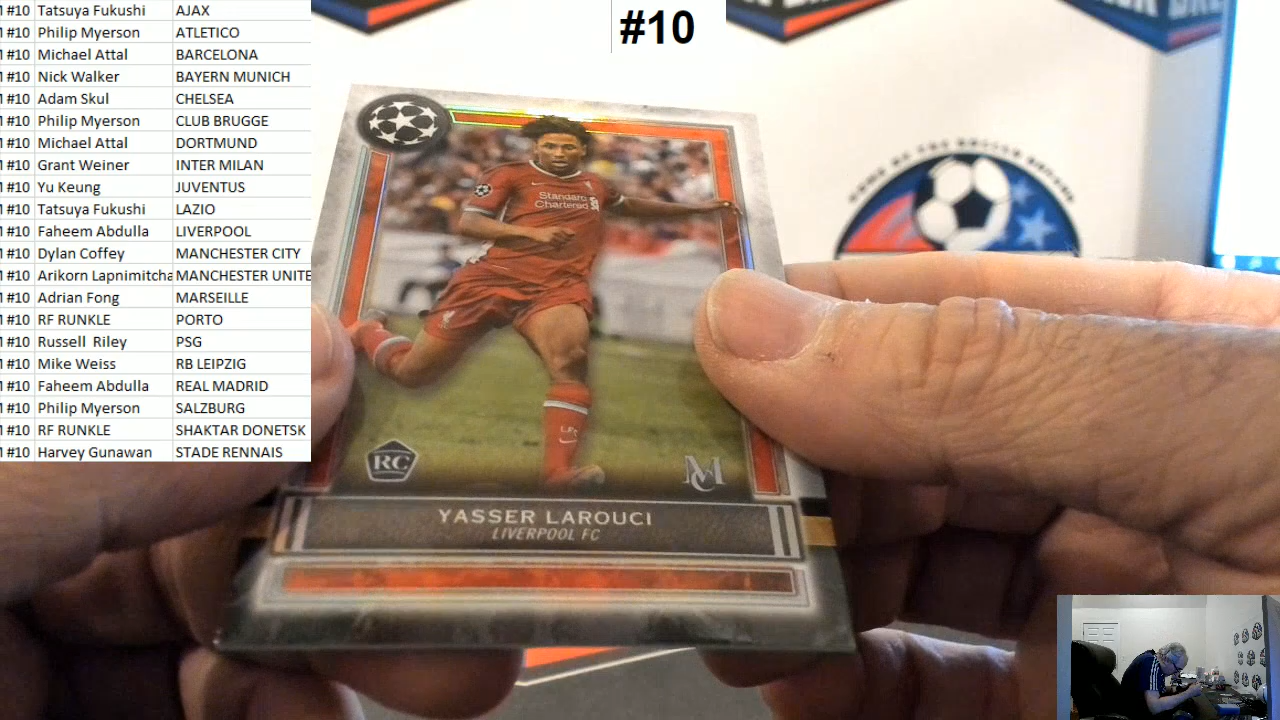 #10 Tatsuya Fukushi AJAX
#10 Philip Myerson ATLETICO
#10 Michael Attal BARCELONA
#10 Nick Walker BAYERN MUNICH
#10 Adam Skul CHELSEA
#10 Philip Myerson CLUB BRUGGE
#10 Michael Attal DORTMUND
#10 Grant Weiner INTER MILAN
#10 Yu Keung JUVENTUS
#10 Tatsuya Fukushi LAZIO
#10 Faheem Abdulla LIVERPOOL
#10 Dylan Coffey MANCHESTER CITY
#10 Arikorn Lapnimitcha MANCHESTER UNITE
#10 Adrian Fong MARSEILLE
#10 RF RUNKLE PORTO
#10 Russell Riley PSG
#10 Mike Weiss RB LEIPZIG
#10 Faheem Abdulla REAL MADRID
#10 Philip Myerson SALZBURG
#10 RF RUNKLE SHAKTAR DONETSK
#10 Harvey Gunawan STADE RENNAIS
#10
Standard
Chartered
RC
MC
YASSER LAROUCI
LIVERPOOL FC